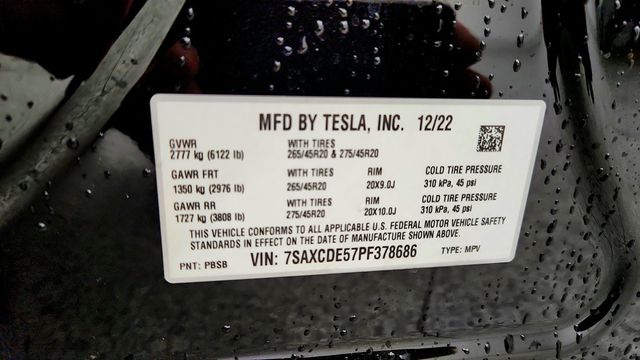 MFD BY TESLA, INC. 12/22
GVWR WITH TIRES
2777 kg (6122 lb) 265/45R20 & 275/45R20
GAWR FRT WITH TIRES RIM COLD TIRE PRESSURE
1350 kg (2976 lb) 265/45R20 20X9.0J 310 kPa, 45 psi
GAWR RR WITH TIRES RIM COLD TIRE PRESSURE
1727 kg (3808 lb) 275/45R20 20X10.0J 310 kPa, 45 psi
THIS VEHICLE CONFORMS TO ALL APPLICABLE U.S. FEDERAL MOTOR VEHICLE SAFETY
STANDARDS IN EFFECT ON THE DATE OF MANUFACTURE SHOWN ABOVE.
PNT: PBSB VIN: 7SAXCDE57PF378686 TYPE: MPV